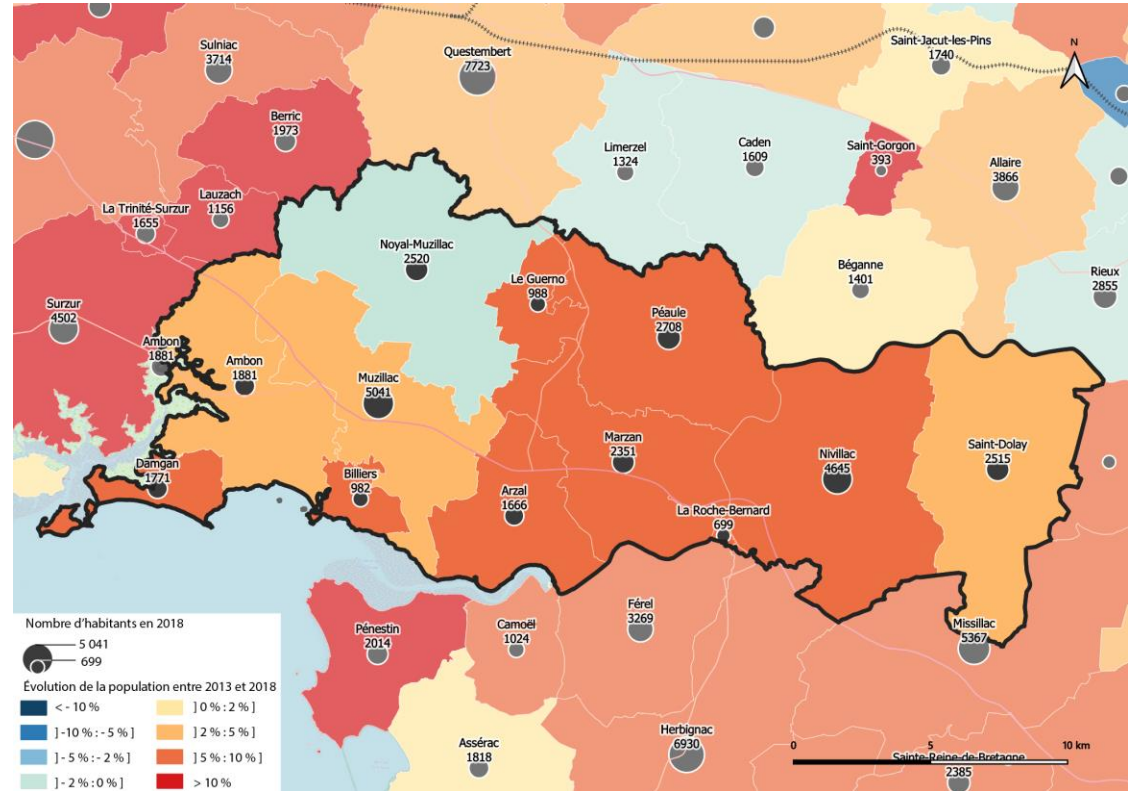 Sulniac
3714
Questembert
7723
Saint-Jacut-les-Pins
1740
N
Berric
1973
Limerzel
1324
Caden
1609
Saint-Gorgon
393
Allaire
3866
Lauzach
1156
La Trinité-Surzur
1655
Noyal-Muzillac
2520
Le Guerno
988
Béganne
1401
Rieux
2855
Surzur
4502
Péaule
2708
Ambon
1881
Ambon
1881
Muzillac
5041
Marzan
2351
Nivillac
4645
Saint-Dolay
2515
Damgan
1771
Billiers
982
Arzal
1666
La Roche-Bernard
699
Pénestin
2014
Camoël
1024
Férel
3269
Missillac
5367
Assérac
1818
Herbignac
6930
Sainte-Reine-de-Bretagne
2385
0 5 10 km
Nombre d'habitants en 2018
5 041
699
Évolution de la population entre 2013 et 2018
< - 10 %
] -10 % : - 5 % ]
] - 5 % : - 2 % ]
] - 2 % : 0 % ]
] 0 % : 2 % ]
] 2 % : 5 % ]
] 5 % : 10 % ]
> 10 %